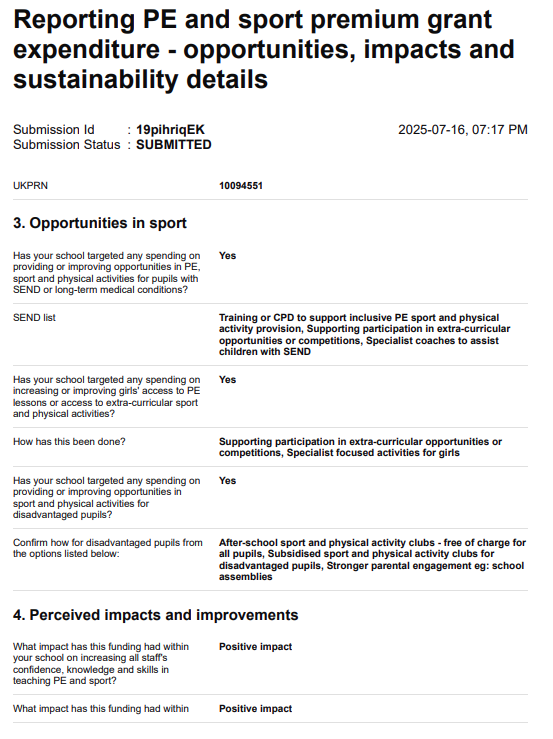 Reporting PE and sport premium grant
expenditure - opportunities, impacts and
sustainability details
Submission Id : 19pihriqEK 2025-07-16, 07:17 PM
Submission Status : SUBMITTED
UKPRN 10094551
3. Opportunities in sport
Has your school targeted any spending on Yes
providing or improving opportunities in PE,
sport and physical activities for pupils with
SEND or long-term medical conditions?
SEND list Training or CPD to support inclusive PE sport and physical
activity provision, Supporting participation in extra-curricular
opportunities or competitions, Specialist coaches to assist
children with SEND
Has your school targeted any spending on Yes
increasing or improving girls' access to PE
lessons or access to extra-curricular sport
and physical activities?
How has this been done? Supporting participation in extra-curricular opportunities or
competitions, Specialist focused activities for girls
Has your school targeted any spending on Yes
providing or improving opportunities in
sport and physical activities for
disadvantaged pupils?
Confirm how for disadvantaged pupils from After-school sport and physical activity clubs - free of charge for
the options listed below: all pupils, Subsidised sport and physical activity clubs for
disadvantaged pupils, Stronger parental engagement eg: school
assemblies
4. Perceived impacts and improvements
What impact has this funding had within Positive impact
your school on increasing all staff's
confidence, knowledge and skills in
teaching PE and sport?
What impact has this funding had within Positive impact